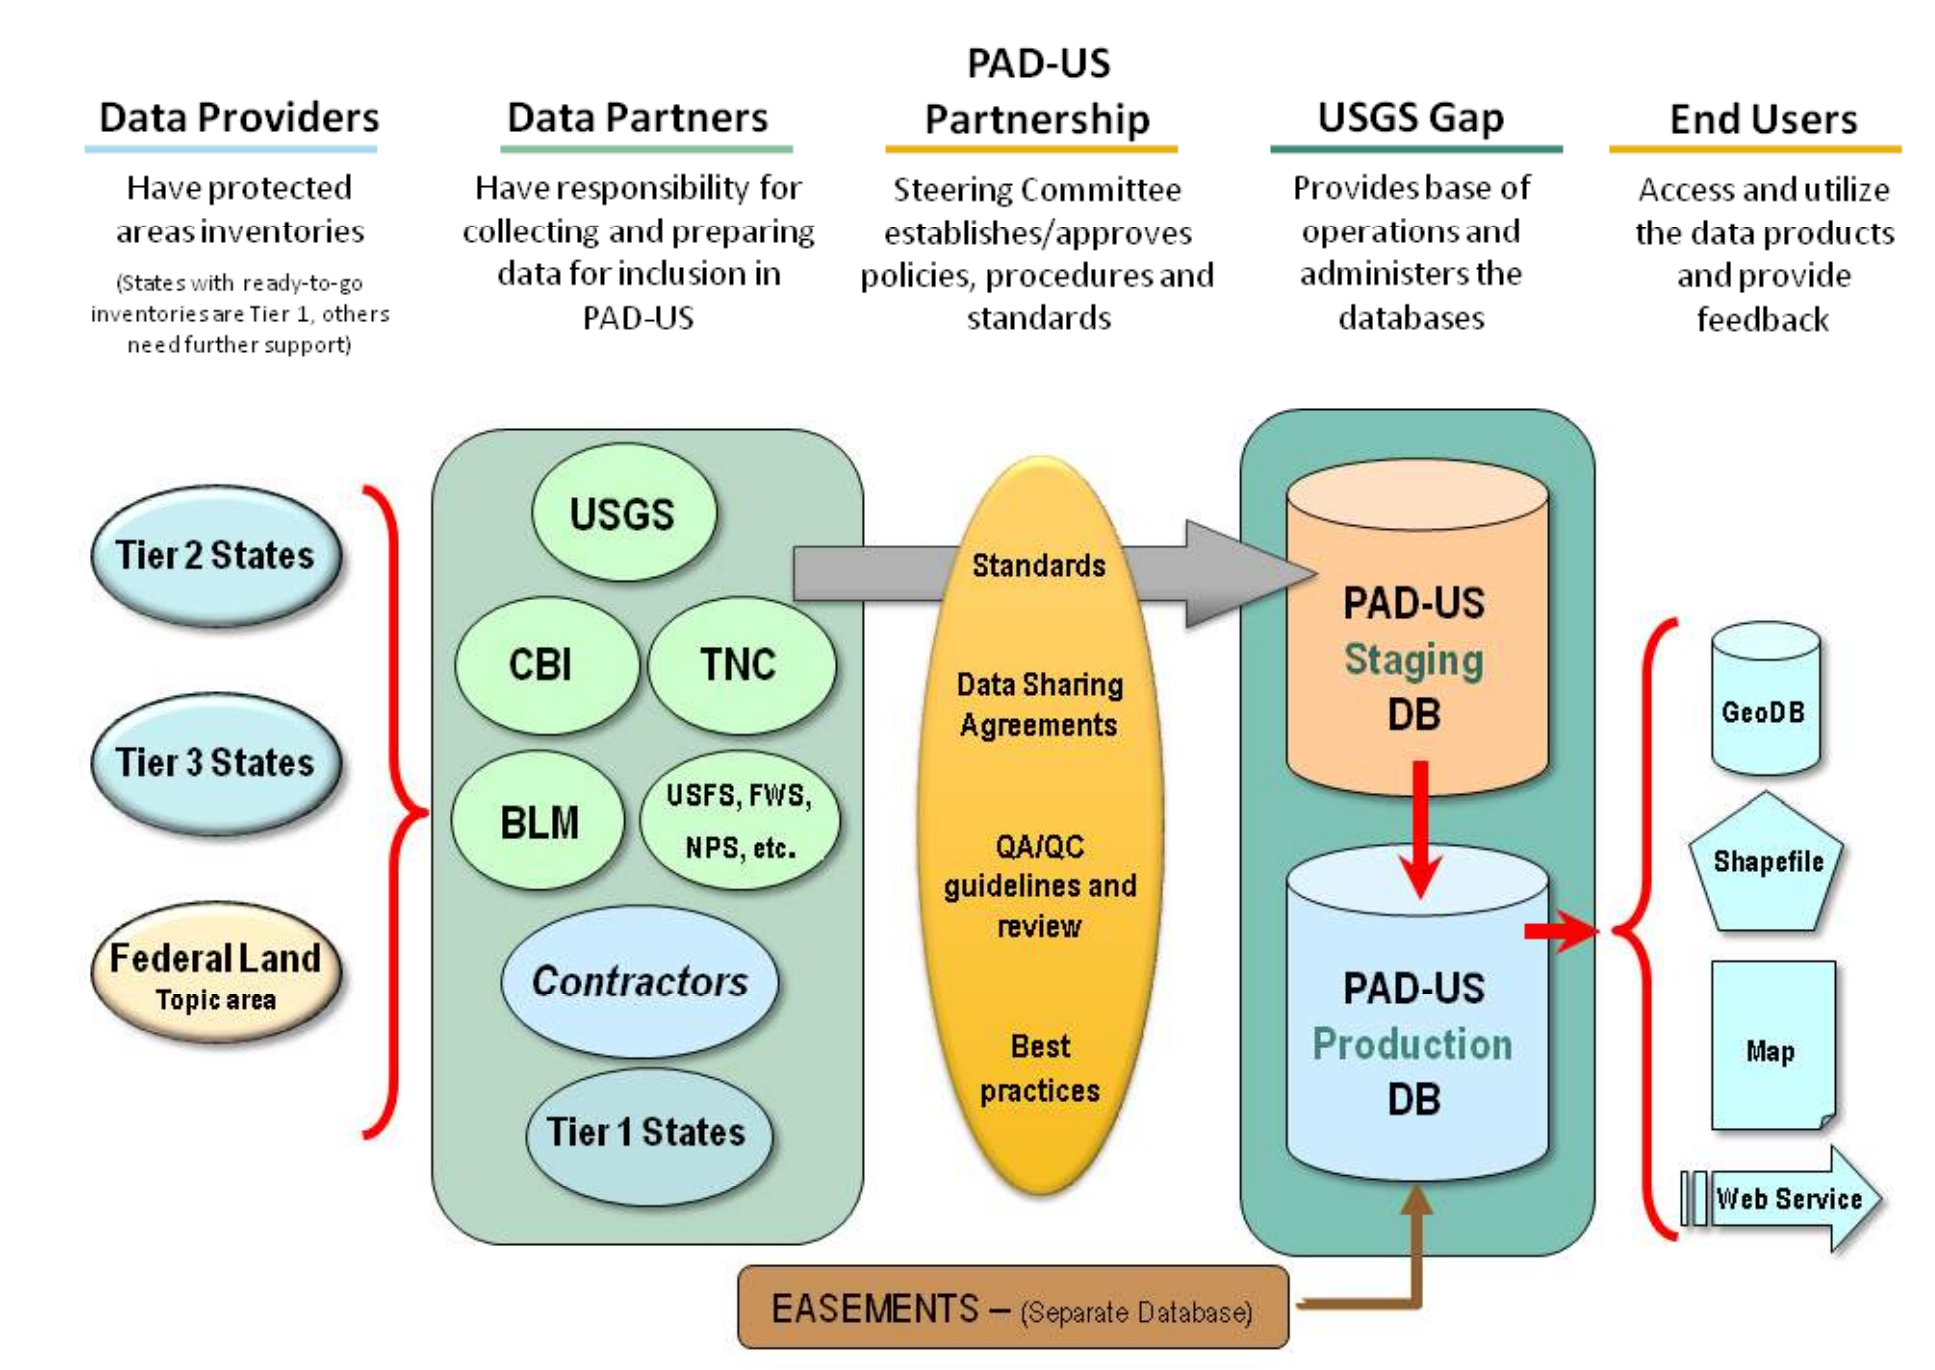 Data Providers
Have protected
areas inventories
(States with ready-to-go
inventories are Tier 1, others
need further support)
Data Partners
Have responsibility for
collecting and preparing
data for inclusion in
PAD-US
PAD-US
Partnership
Steering Committee
establishes/approves
policies, procedures and
standards
USGS Gap
Provides base of
operations and
administers the
databases
End Users
Access and utilize
the data products
and provide
feedback
Tier 2 States
Tier 3 States
Federal Land
Topic area
USGS
CBI
TNC
BLM
USFS, FWS,
NPS, etc.
Contractors
Tier 1 States
Standards
Data Sharing
Agreements
QA/QC
guidelines and
review
Best
practices
PAD-US
Staging
DB
PAD-US
Production
DB
GeoDB
Shapefile
Map
Web Service
EASEMENTS – (Separate Database)